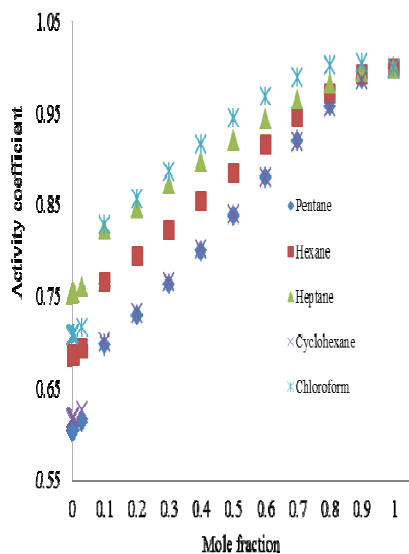 1.05
0.95
0.85
0.75
0.65
0.55
Activity coefficient
Pentane
Hexane
Heptane
Cyclohexane
Chloroform
0 0.1 0.2 0.3 0.4 0.5 0.6 0.7 0.8 0.9 1
Mole fraction